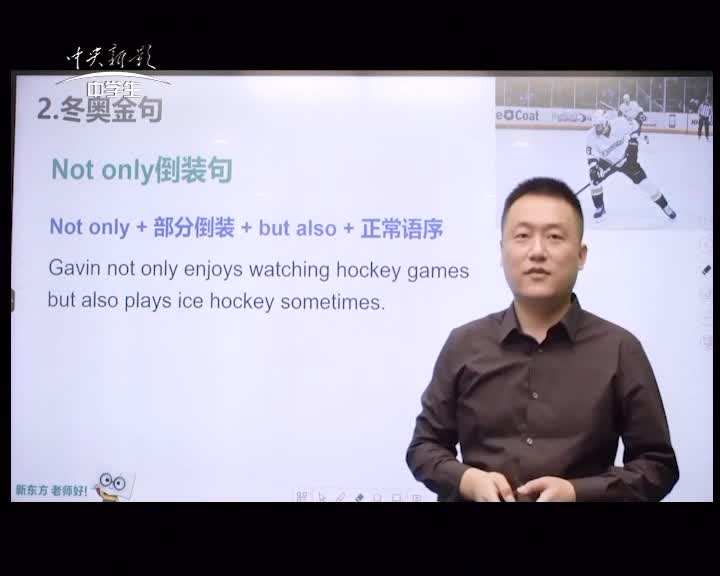 中央新影
中学生
2.冬奥金句
Not only倒装句
Not only + 部分倒装 + but also + 正常语序
Gavin not only enjoys watching hockey games
but also plays ice hockey sometimes.
e Coat
新东方 老师好!